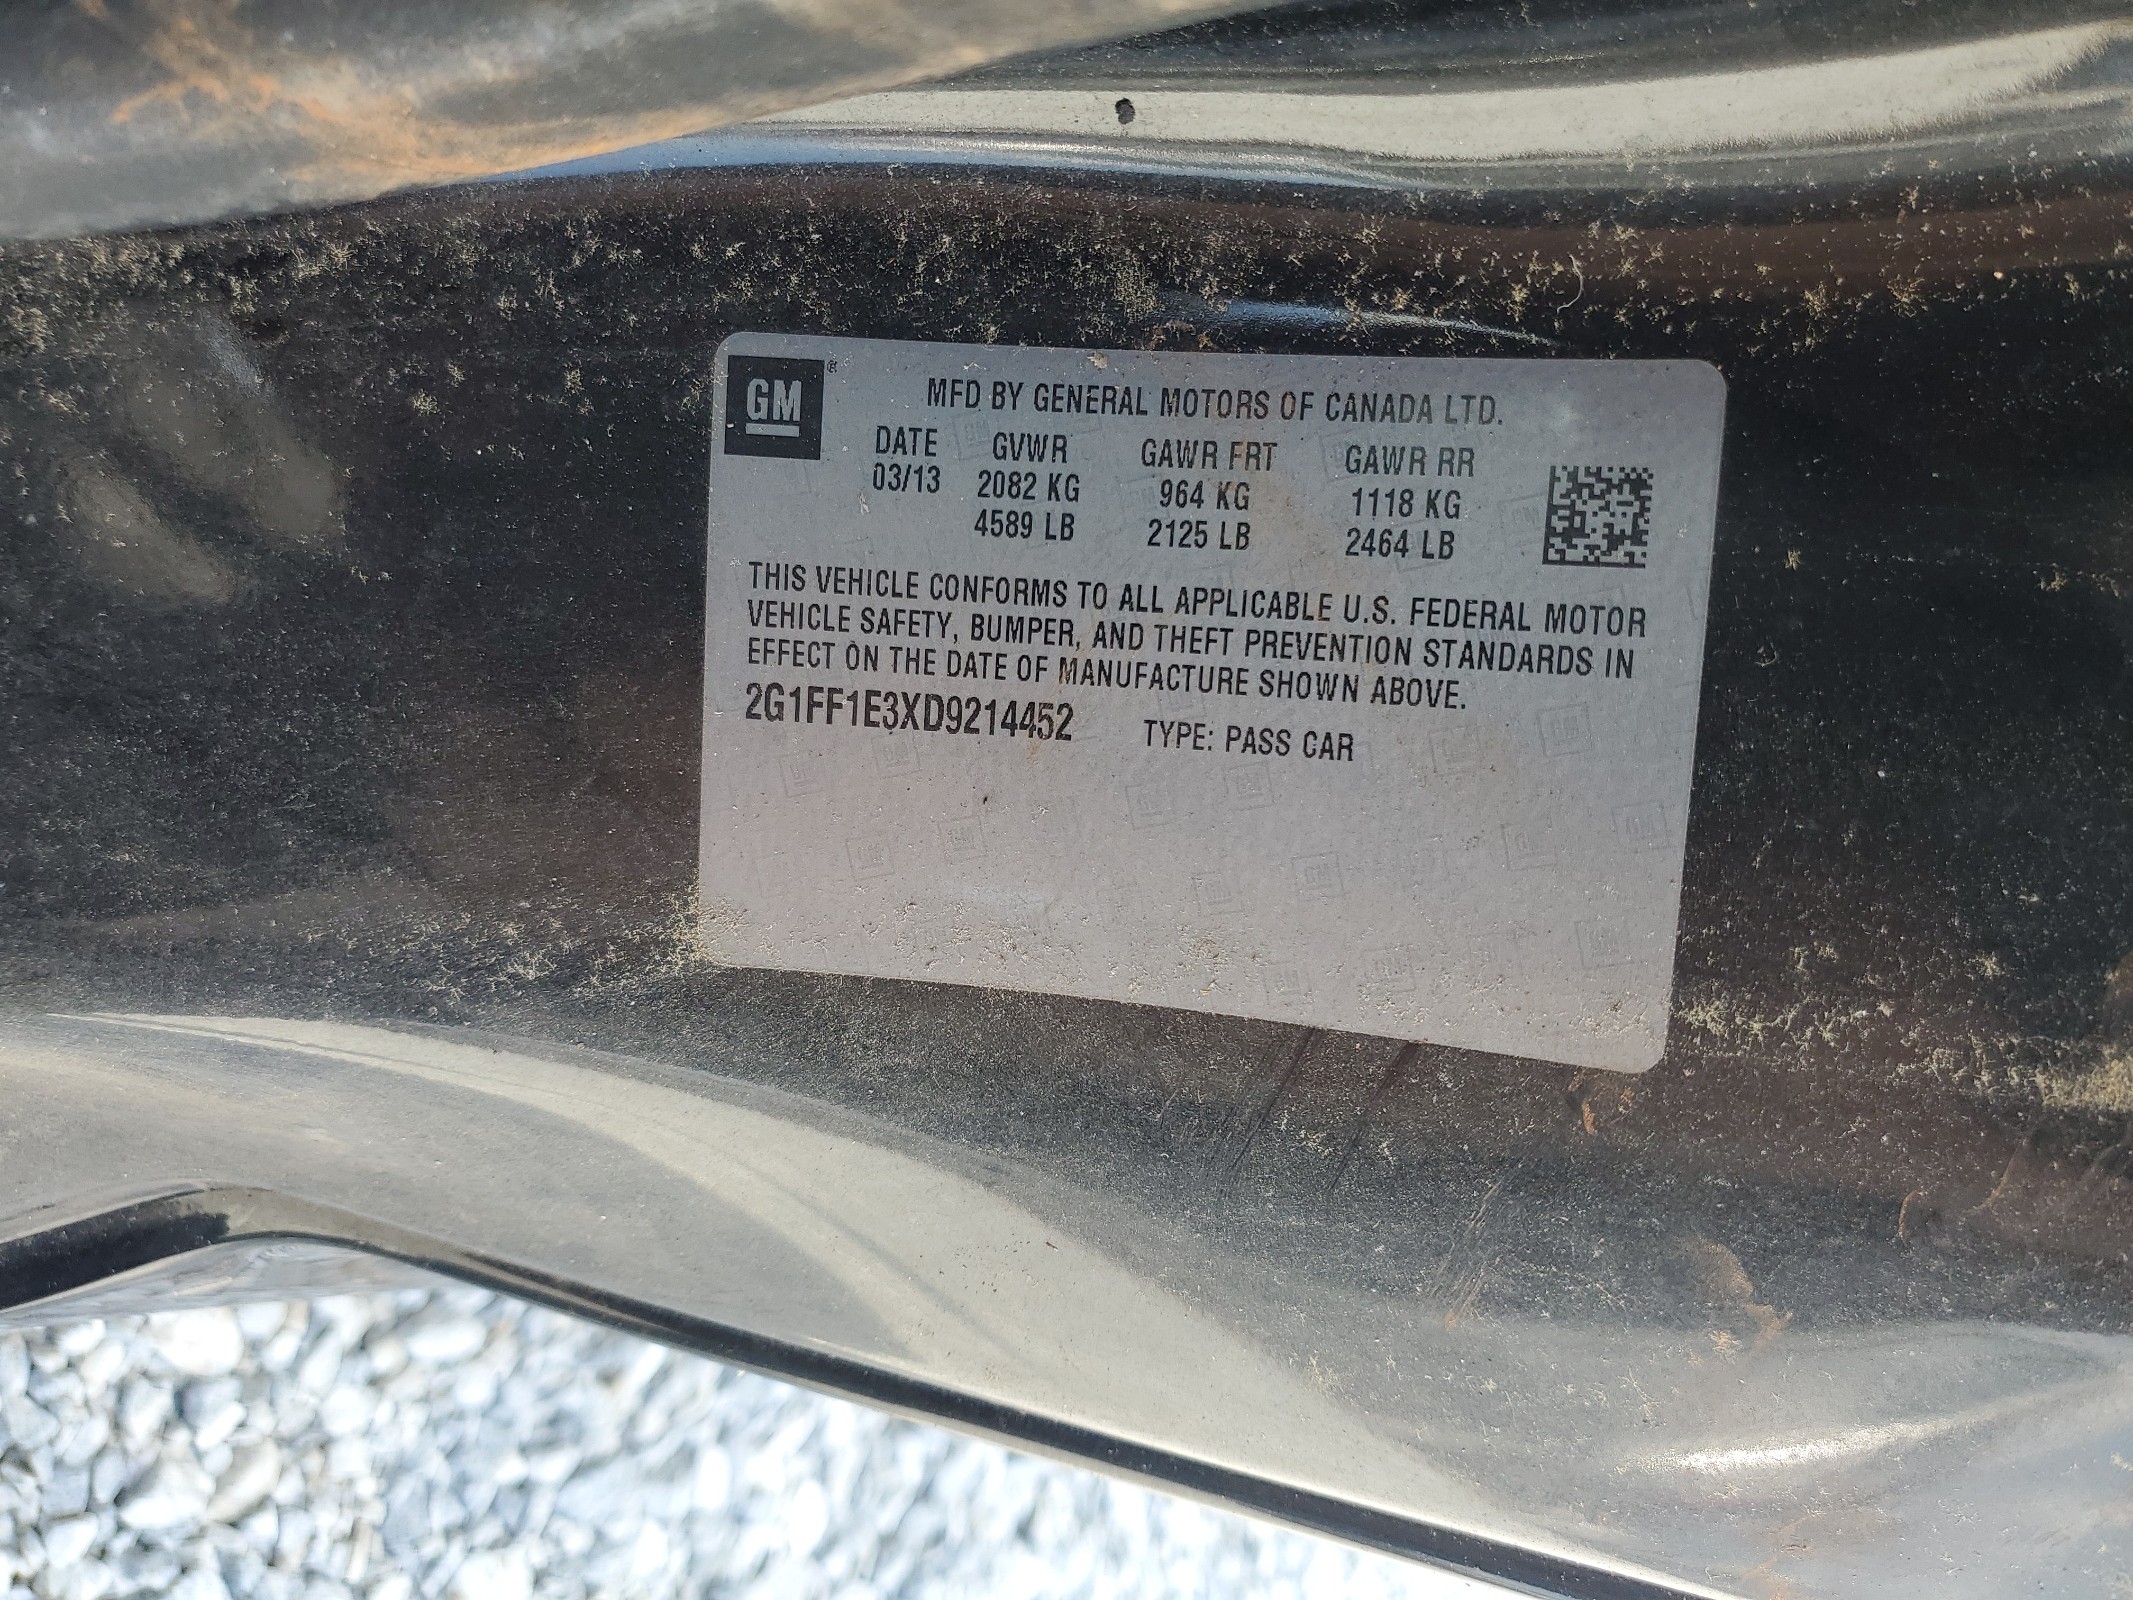 GM ®
MFD BY GENERAL MOTORS OF CANADA LTD.
DATE GVWR GAWR FRT GAWR RR
03/13 2082 KG 964 KG 1118 KG
4589 LB 2125 LB 2464 LB
THIS VEHICLE CONFORMS TO ALL APPLICABLE U.S. FEDERAL MOTOR
VEHICLE SAFETY, BUMPER, AND THEFT PREVENTION STANDARDS IN
EFFECT ON THE DATE OF MANUFACTURE SHOWN ABOVE.
2G1FF1E3XD9214452 TYPE: PASS CAR